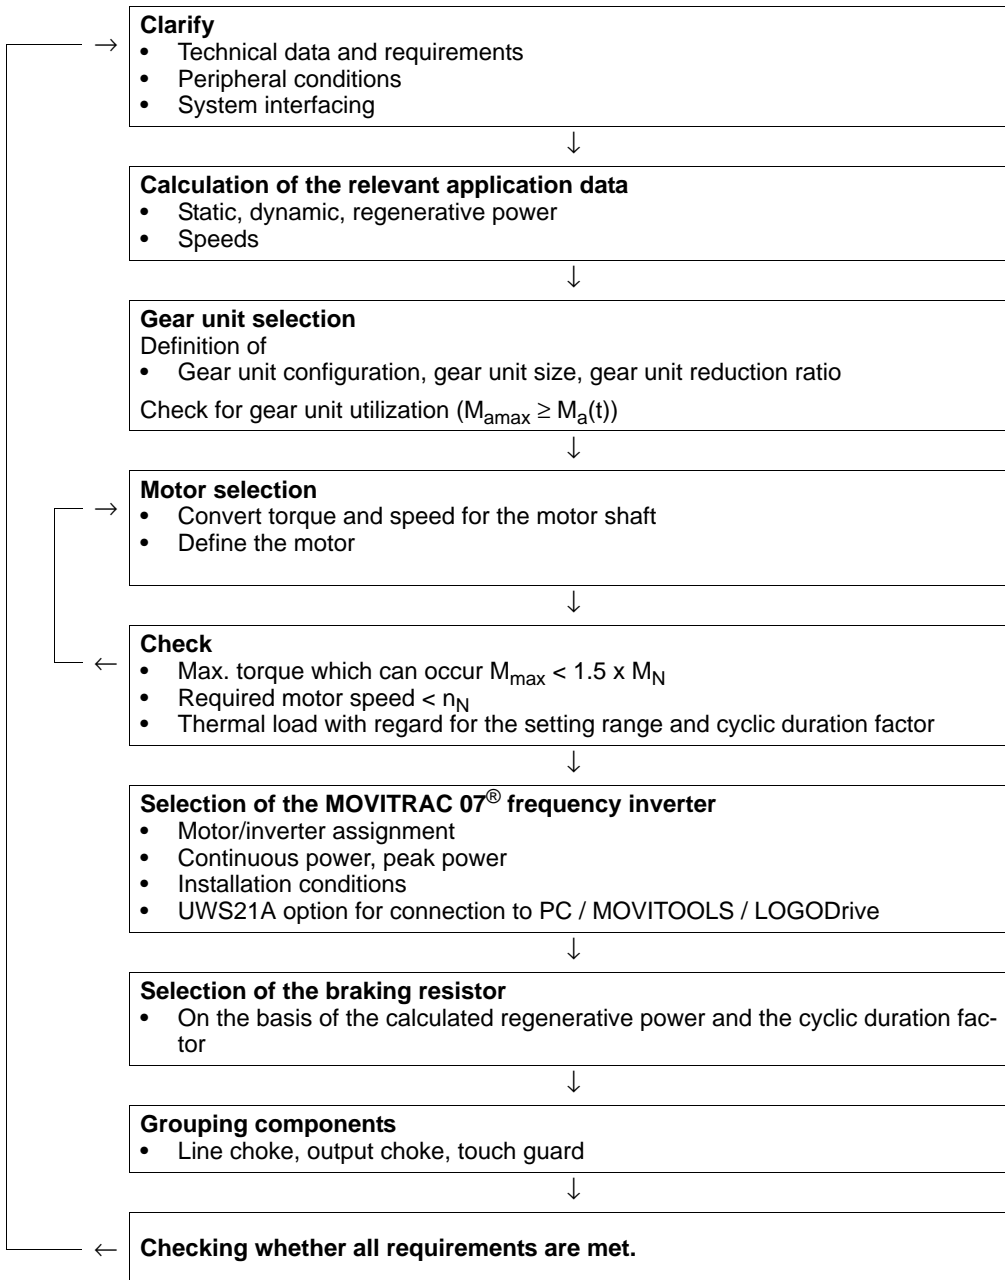 Clarify
• Technical data and requirements
• Peripheral conditions
• System interfacing
↓
Calculation of the relevant application data
• Static, dynamic, regenerative power
• Speeds
↓
Gear unit selection
Definition of
• Gear unit configuration, gear unit size, gear unit reduction ratio
Check for gear unit utilization (Mamax ≥ Ma(t))
↓
Motor selection
• Convert torque and speed for the motor shaft
• Define the motor
↓
Check
• Max. torque which can occur Mmax < 1.5 x MN
• Required motor speed < nN
• Thermal load with regard for the setting range and cyclic duration factor
↓
Selection of the MOVITRAC 07® frequency inverter
• Motor/inverter assignment
• Continuous power, peak power
• Installation conditions
• UWS21A option for connection to PC / MOVITOOLS / LOGODrive
↓
Selection of the braking resistor
• On the basis of the calculated regenerative power and the cyclic duration fac-
tor
↓
Grouping components
• Line choke, output choke, touch guard
↓
Checking whether all requirements are met.